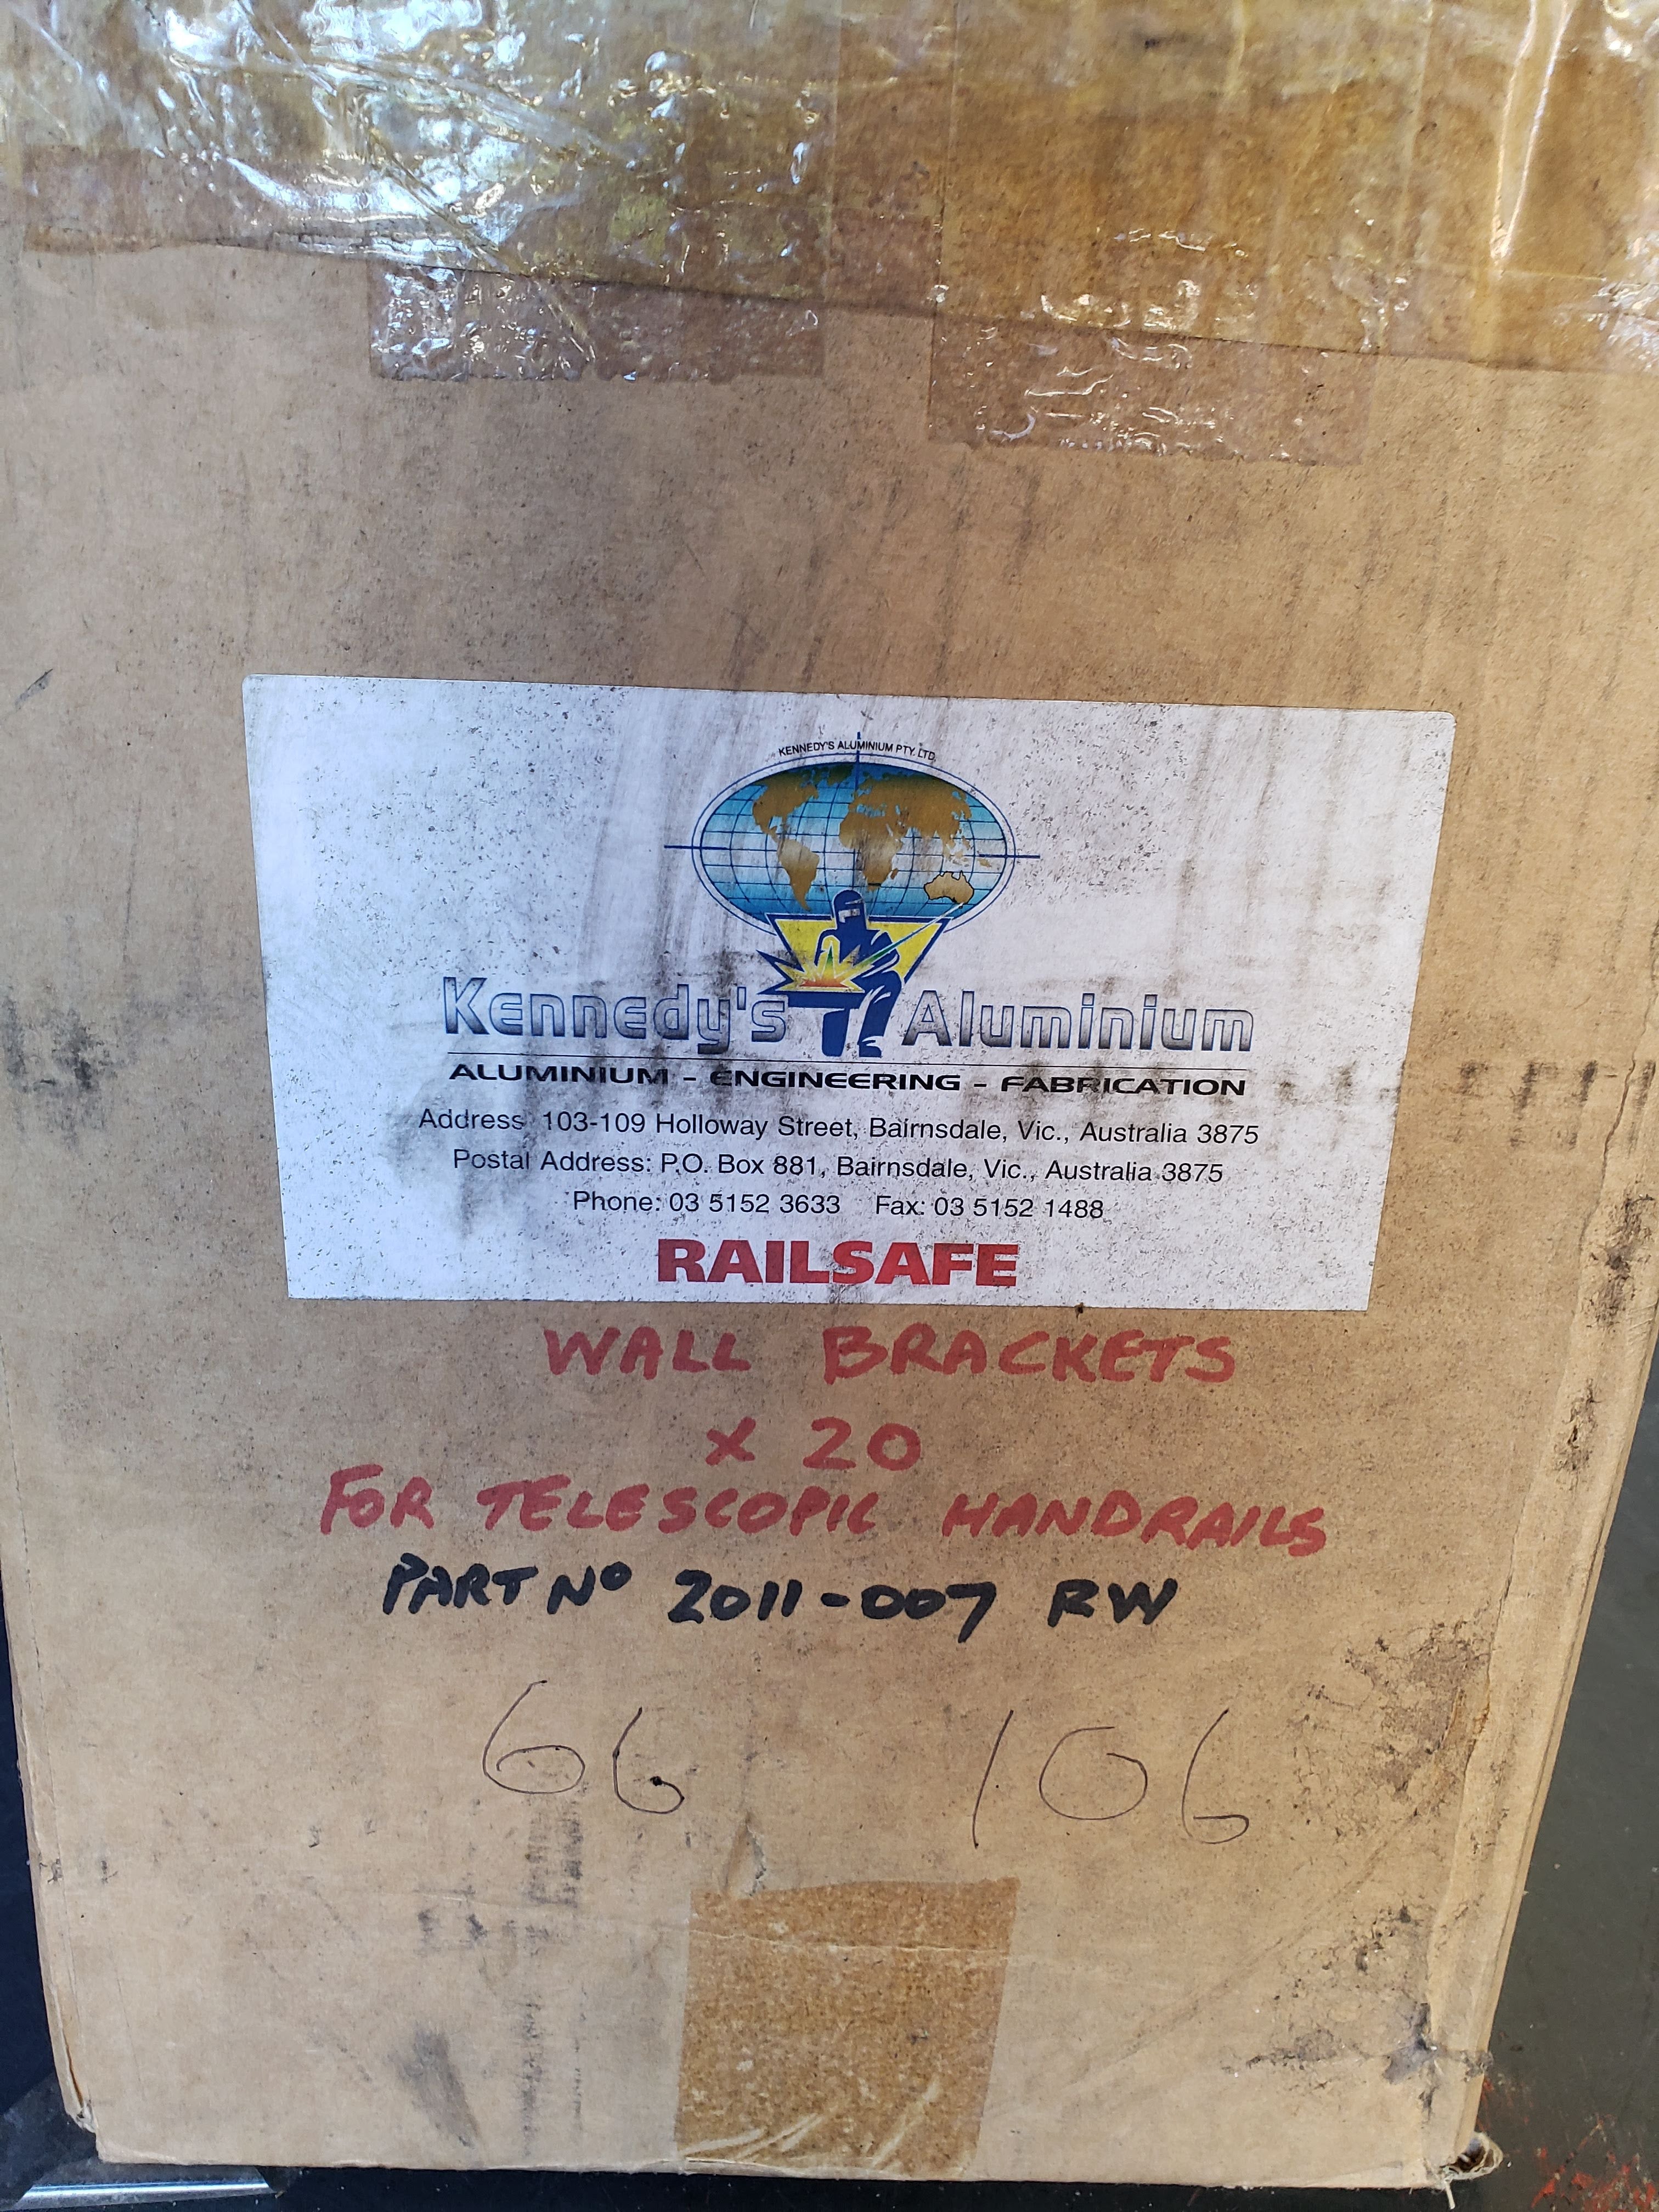 KENNEDY'S ALUMINIUM PTY. LTD.
Kennedy's Aluminium
ALUMINIUM - ENGINEERING - FABRICATION
Address: 103-109 Holloway Street, Bairnsdale, Vic., Australia 3875
Postal Address: P.O. Box 881, Bairnsdale, Vic., Australia 3875
Phone: 03 5152 3633 Fax: 03 5152 1488
RAILSAFE
WALL BRACKETS
x 20
FOR TELESCOPIC HANDRAILS
PART Nº 2011-007 RW
66 106